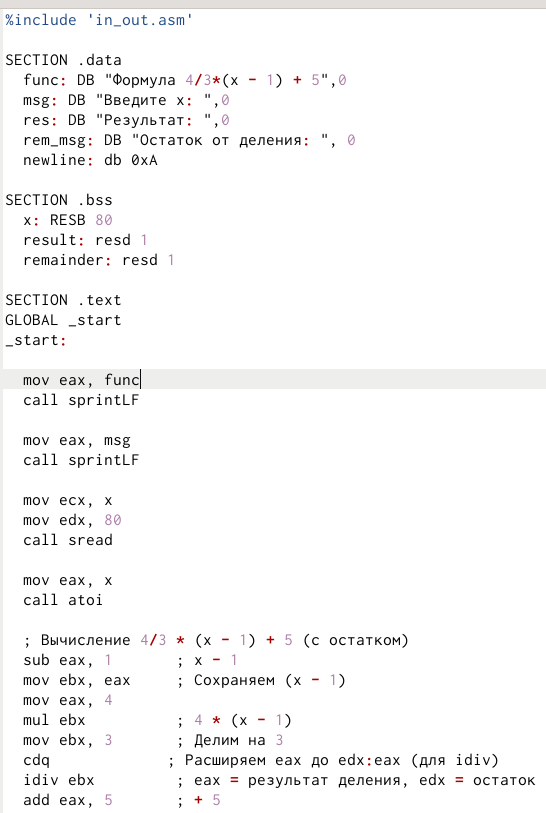 %include 'in_out.asm'
SECTION .data
func: DB "Формула 4/3*(x - 1) + 5",0
msg: DB "Введите x: ",0
res: DB "Результат: ",0
rem_msg: DB "Остаток от деления: ", 0
newline: db 0xA
SECTION .bss
x: RESB 80
result: resd 1
remainder: resd 1
SECTION .text
GLOBAL _start
_start:
mov eax, func
call sprintLF
mov eax, msg
call sprintLF
mov ecx, x
mov edx, 80
call sread
mov eax, x
call atoi
; Вычисление 4/3 * (x - 1) + 5 (с остатком)
sub eax, 1 ; x - 1
mov ebx, eax ; Сохраняем (x - 1)
mov eax, 4
mul ebx ; 4 * (x - 1)
mov ebx, 3 ; Делим на 3
cdq ; Расширяем eax до edx:eax (для idiv)
idiv ebx ; eax = результат деления, edx = остаток
add eax, 5 ; + 5